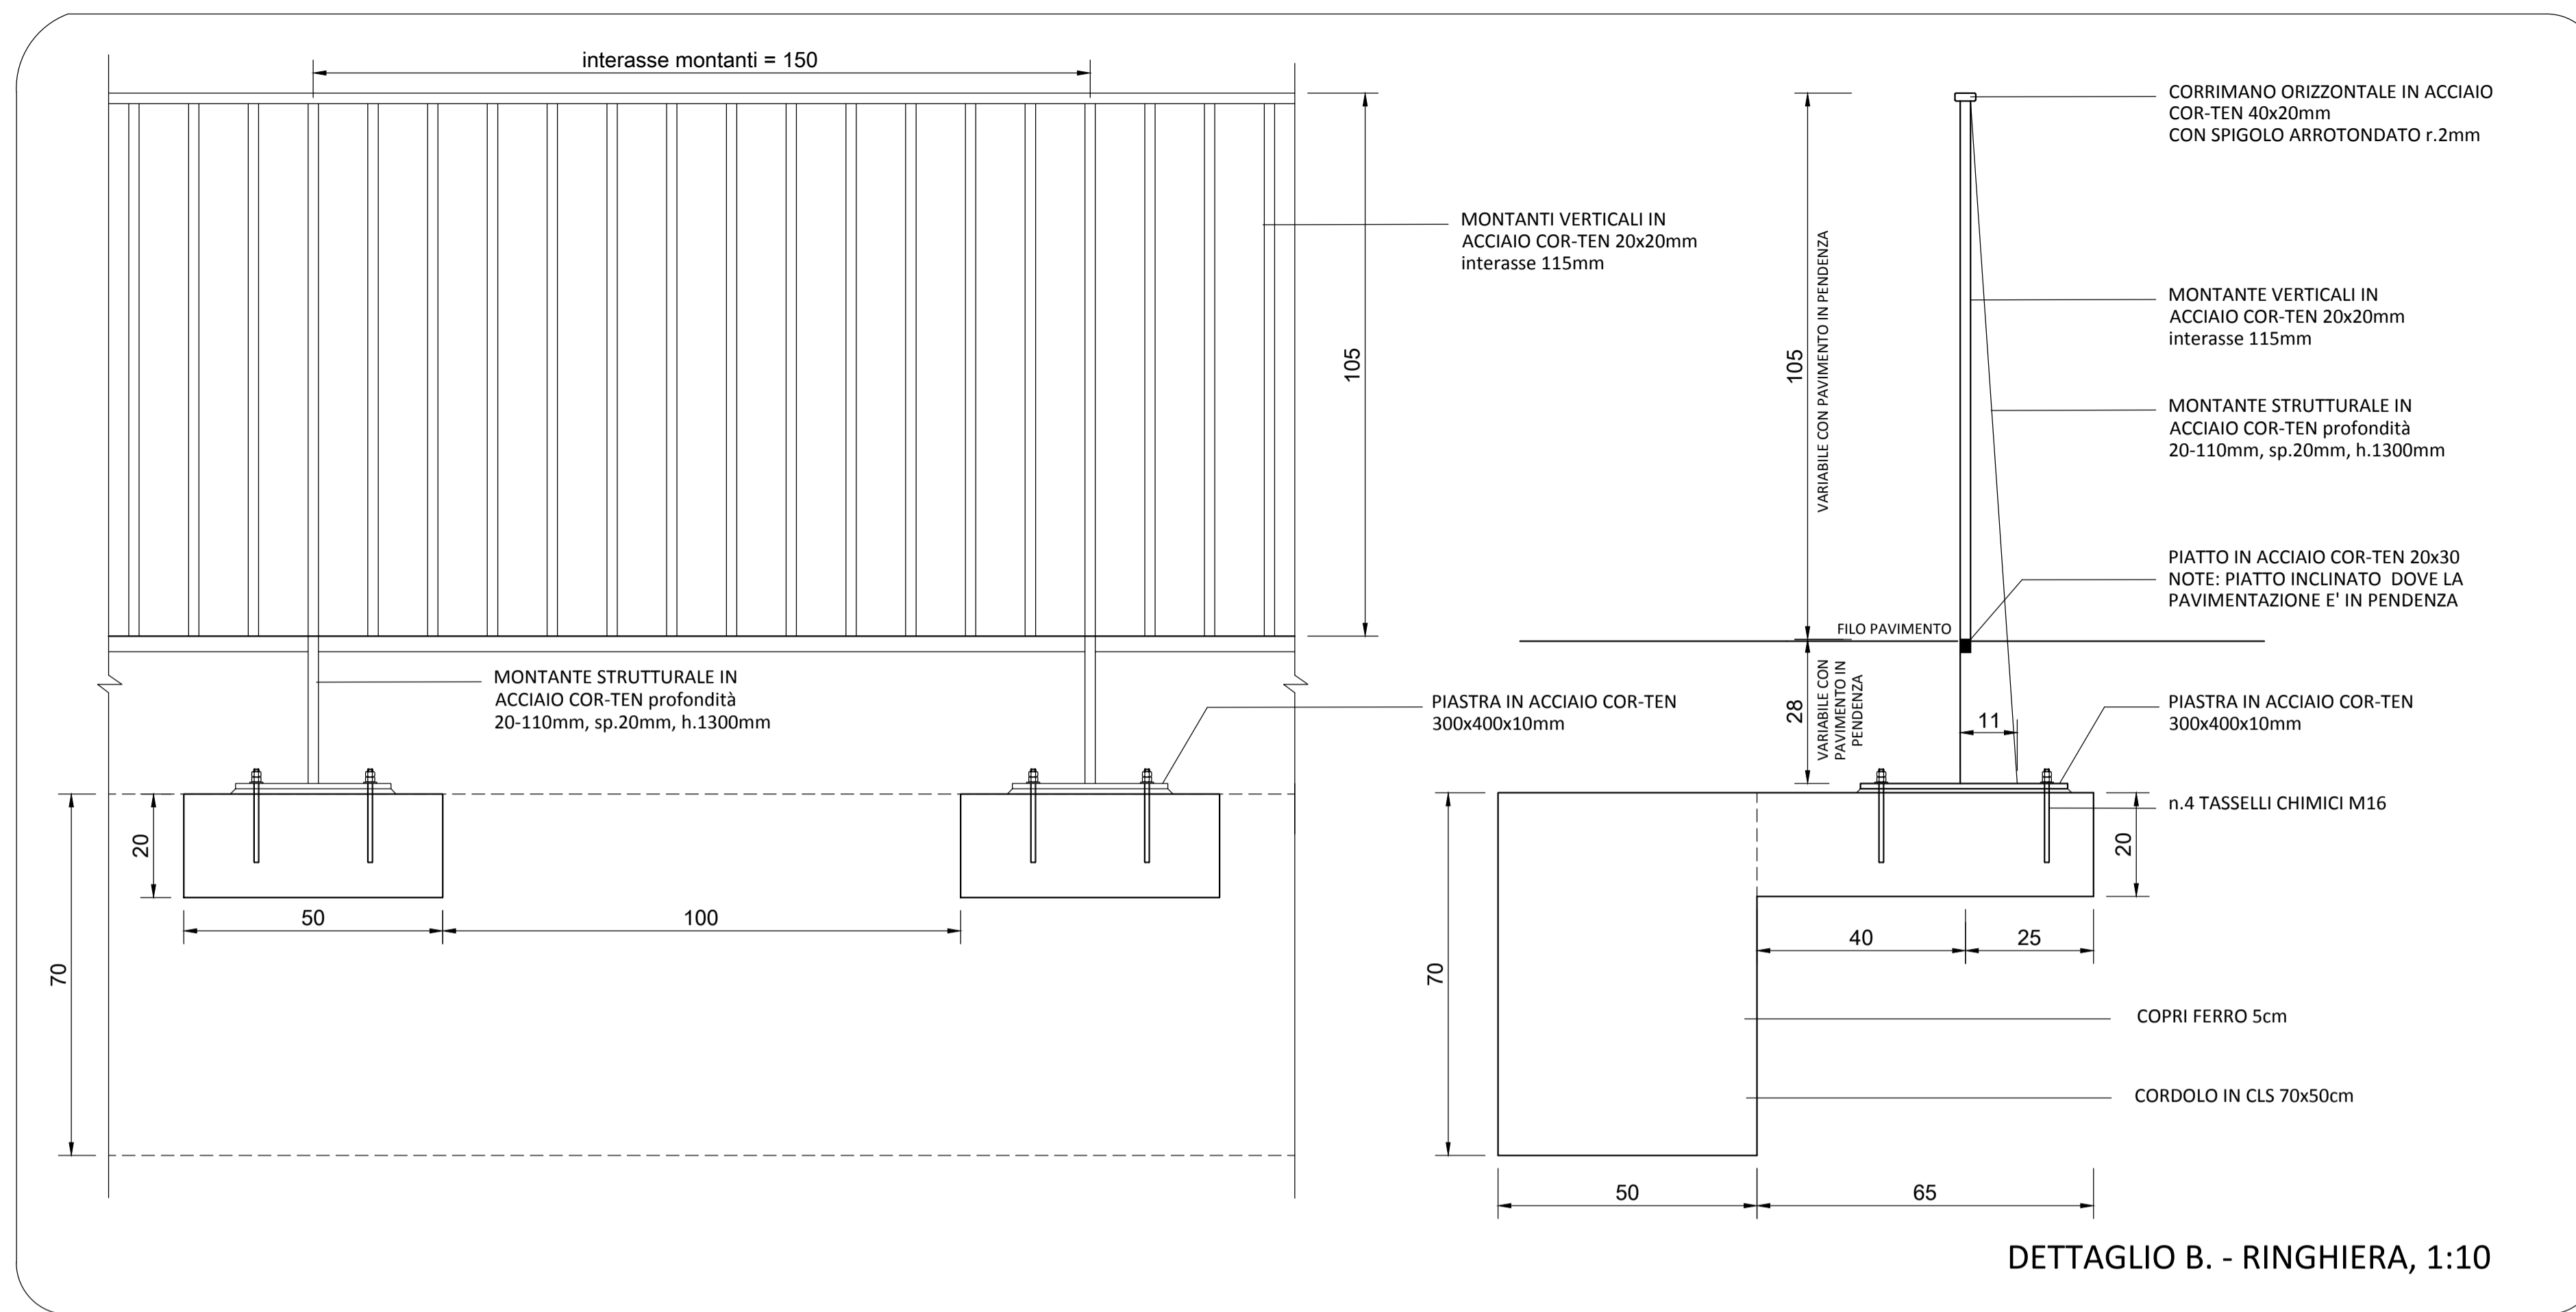 interasse montanti = 150
105
MONTANTI VERTICALI IN
ACCIAIO COR-TEN 20x20mm
interasse 115mm
MONTANTE STRUTTURALE IN
ACCIAIO COR-TEN profondità
20-110mm, sp.20mm, h.1300mm
PIASTRA IN ACCIAIO COR-TEN
300x400x10mm
20
50
100
70
CORRIMANO ORIZZONTALE IN ACCIAIO
COR-TEN 40x20mm
CON SPIGOLO ARROTONDATO r.2mm
105
VARIABILE CON PAVIMENTO IN PENDENZA
MONTANTE VERTICALI IN
ACCIAIO COR-TEN 20x20mm
interasse 115mm
MONTANTE STRUTTURALE IN
ACCIAIO COR-TEN profondità
20-110mm, sp.20mm, h.1300mm
PIATTO IN ACCIAIO COR-TEN 20x30
NOTE: PIATTO INCLINATO DOVE LA
PAVIMENTAZIONE E' IN PENDENZA
FILO PAVIMENTO
28
VARIABILE CON
PAVIMENTO IN
PENDENZA
11
PIASTRA IN ACCIAIO COR-TEN
300x400x10mm
n.4 TASSELLI CHIMICI M16
20
40
25
70
COPRI FERRO 5cm
CORDOLO IN CLS 70x50cm
50
65
DETTAGLIO B. - RINGHIERA, 1:10